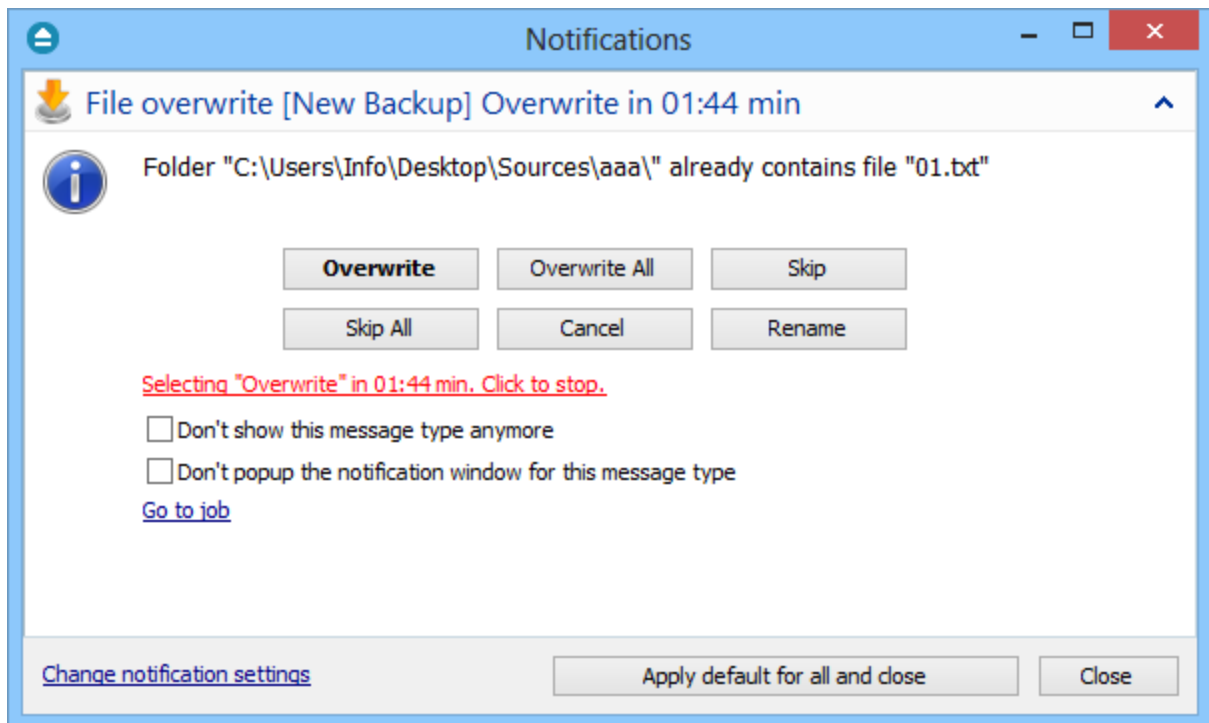 Notifications
File overwrite [New Backup] Overwrite in 01:44 min
Folder "C:\Users\Info\Desktop\Sources\aaa\" already contains file "01.txt"
Overwrite Overwrite All Skip
Skip All Cancel Rename
Selecting "Overwrite" in 01:44 min. Click to stop.
Don't show this message type anymore
Don't popup the notification window for this message type
Go to job
Change notification settings Apply default for all and close Close